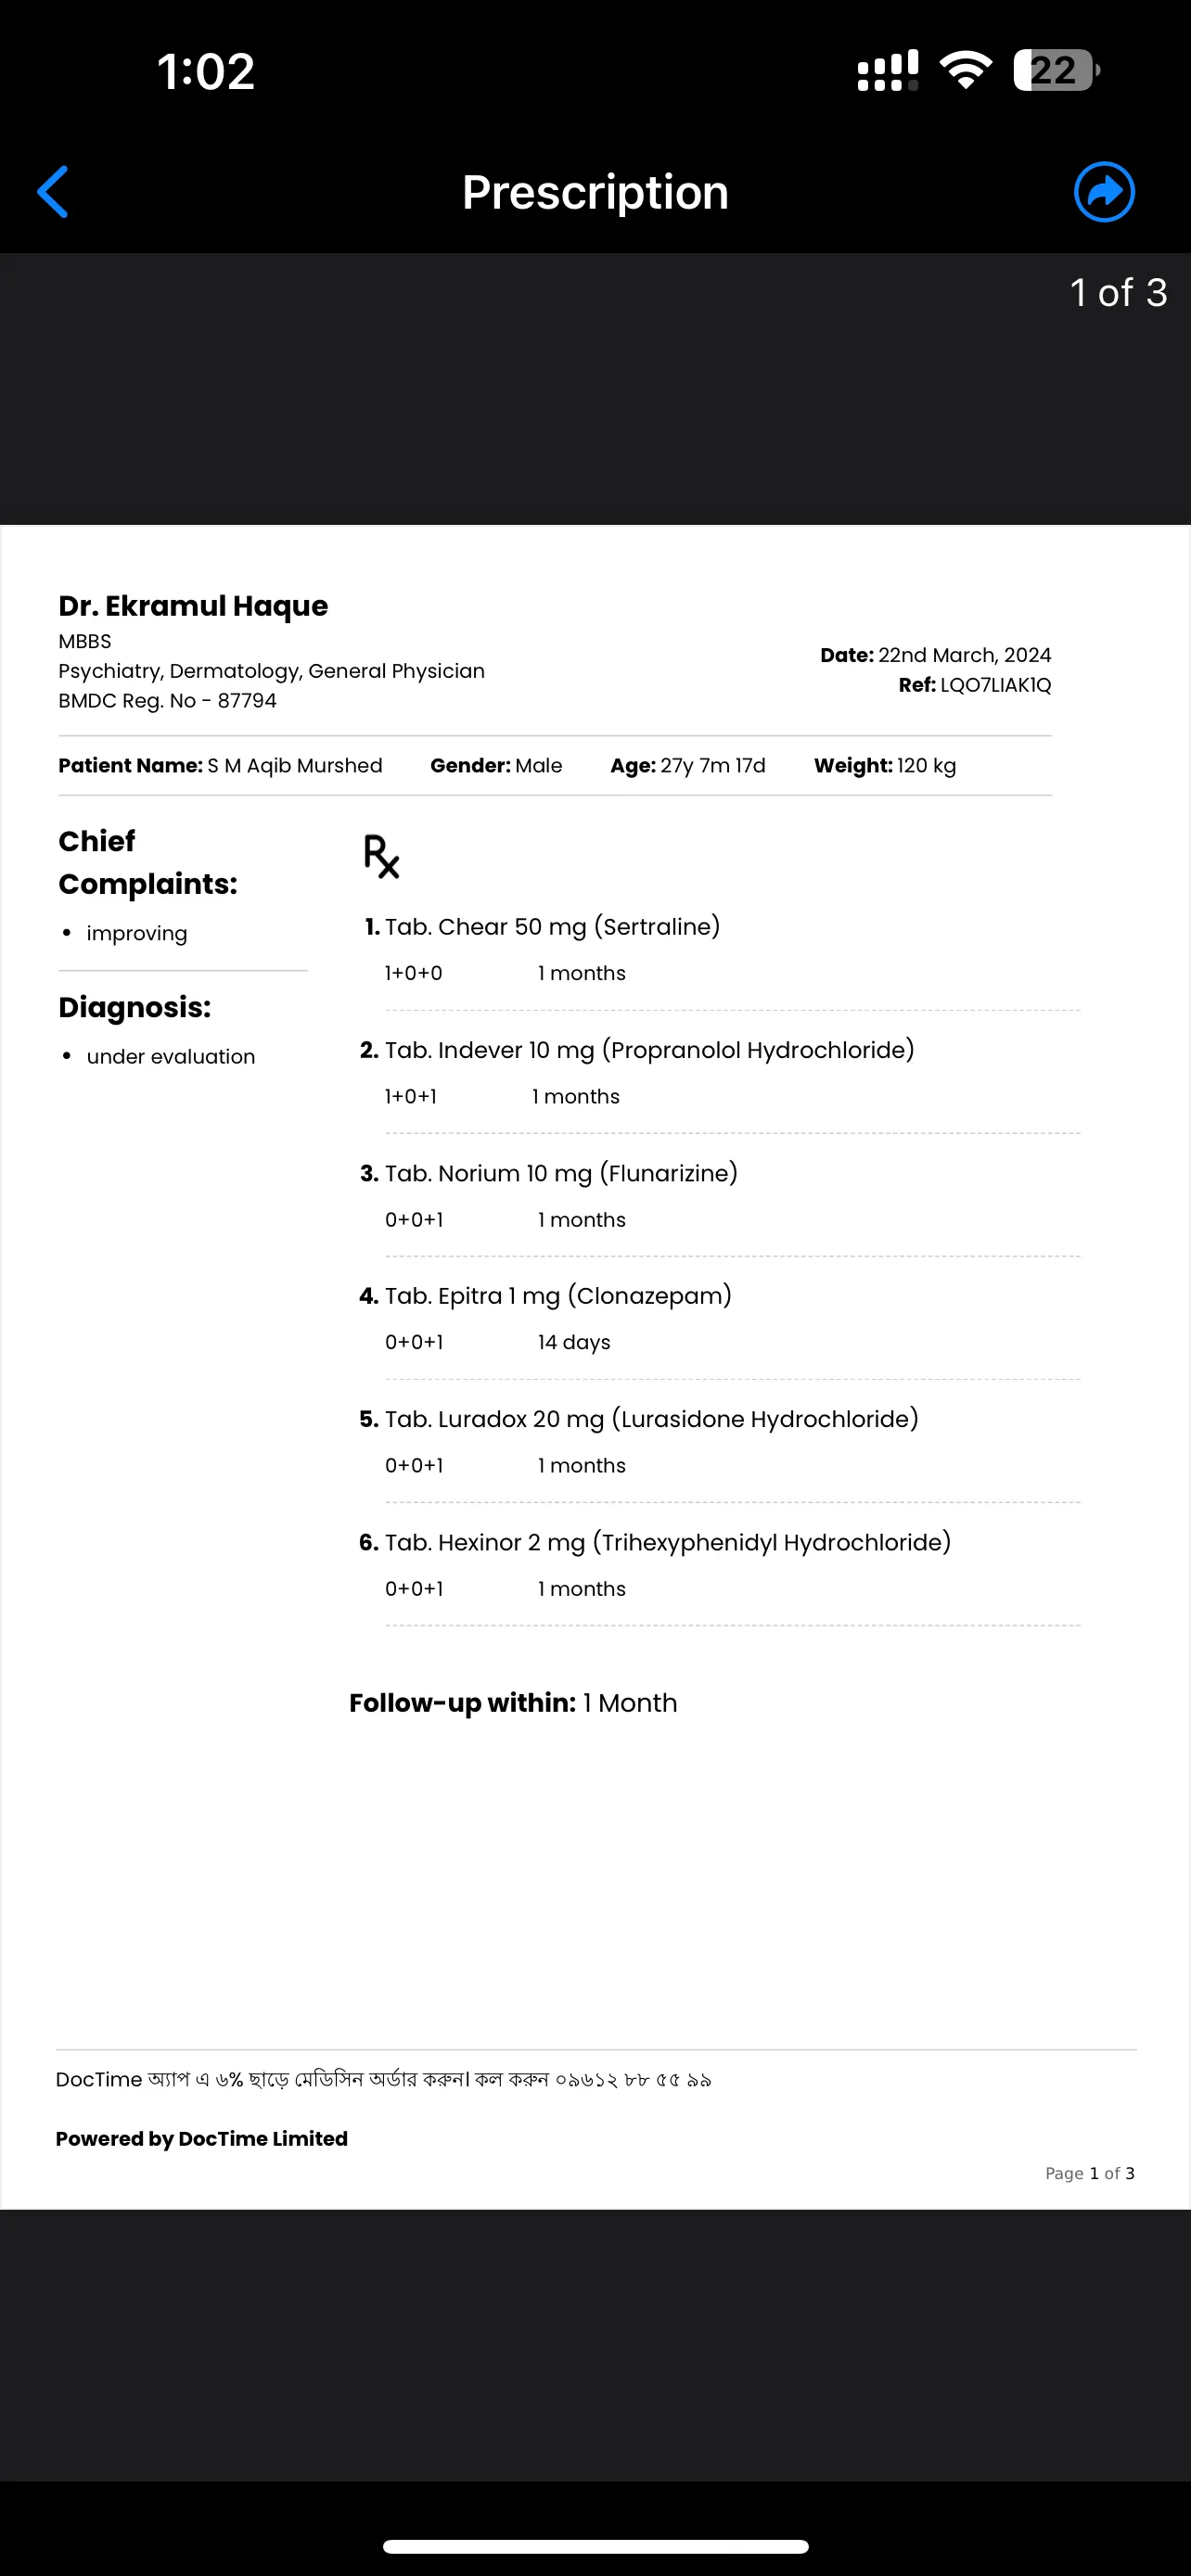 1:02
22
Prescription
1 of 3
Dr. Ekramul Haque
MBBS
Psychiatry, Dermatology, General Physician
BMDC Reg. No - 87794
Date: 22nd March, 2024
Ref: LQO7LIAK1Q
Patient Name: S M Aqib Murshed Gender: Male Age: 27y 7m 17d Weight: 120 kg
Chief
Complaints:
• improving
Diagnosis:
• under evaluation
Rx
1. Tab. Chear 50 mg (Sertraline)
1+0+0 1 months
2. Tab. Indever 10 mg (Propranolol Hydrochloride)
1+0+1 1 months
3. Tab. Norium 10 mg (Flunarizine)
0+0+1 1 months
4. Tab. Epitra 1 mg (Clonazepam)
0+0+1 14 days
5. Tab. Luradox 20 mg (Lurasidone Hydrochloride)
0+0+1 1 months
6. Tab. Hexinor 2 mg (Trihexyphenidyl Hydrochloride)
0+0+1 1 months
Follow-up within: 1 Month
DocTime অ্যাপ এ ৬% ছাড়ে মেডিসিন অর্ডার করুন। কল করুন ০৯৬১২ ৮৮ ৫৫ ৯৯
Powered by DocTime Limited
Page 1 of 3